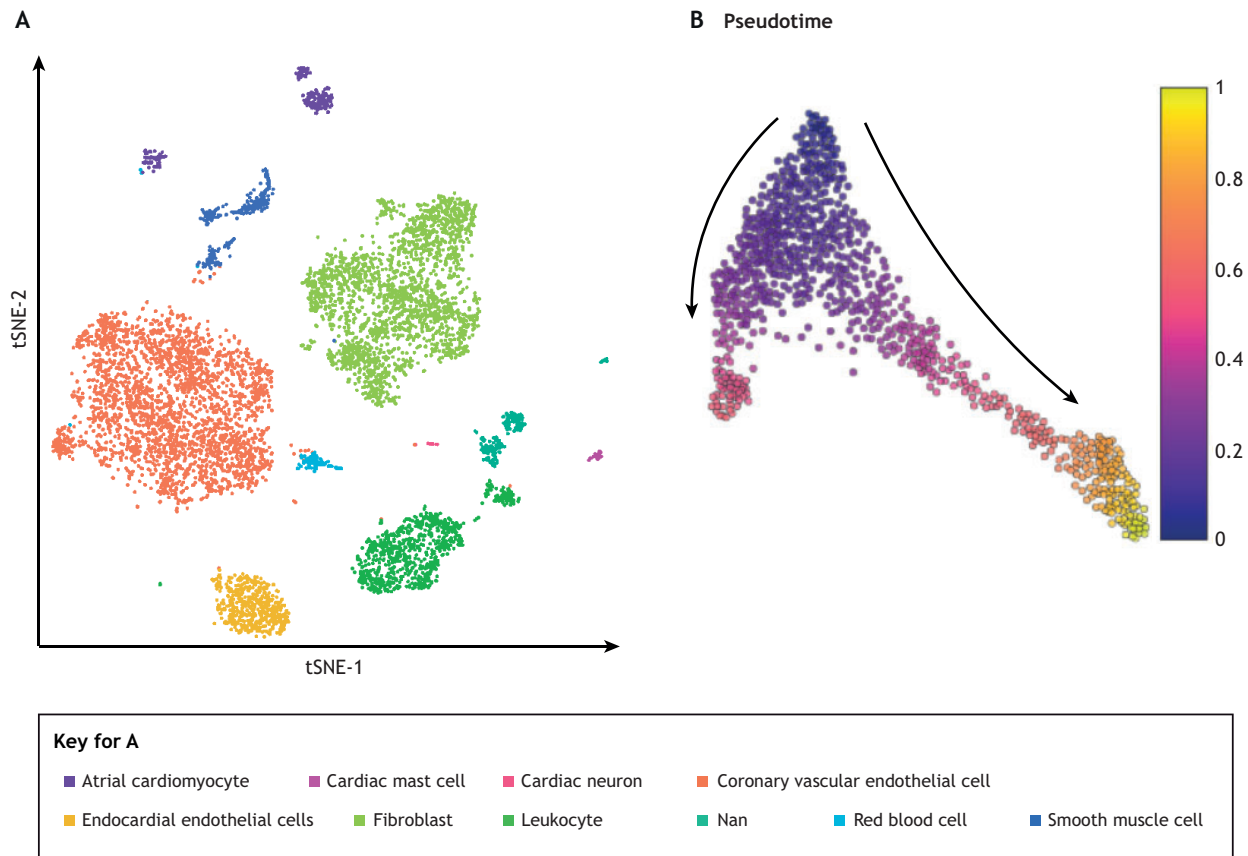 A
B Pseudotime
tSNE-2
tSNE-1
1
0.8
0.6
0.4
0.2
0
Key for A
Atrial cardiomyocyte
Cardiac mast cell
Cardiac neuron
Coronary vascular endothelial cell
Endocardial endothelial cells
Fibroblast
Leukocyte
Nan
Red blood cell
Smooth muscle cell